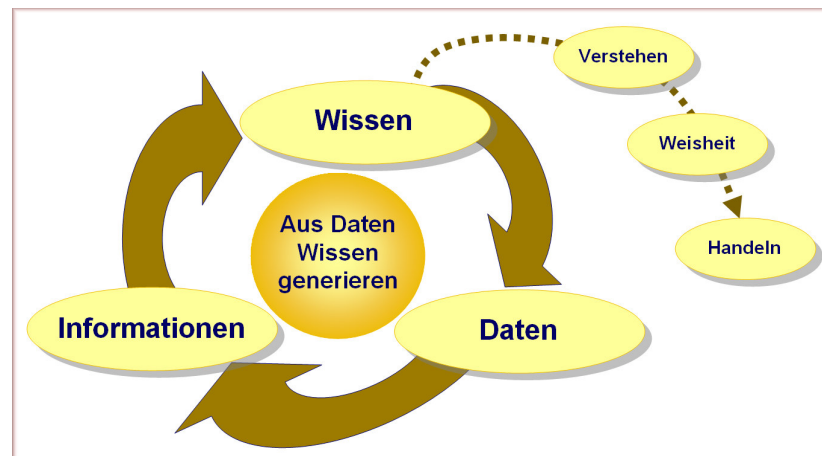 Verstehen
Wissen
Weisheit
Aus Daten
Wissen
generieren
Handeln
Informationen
Daten